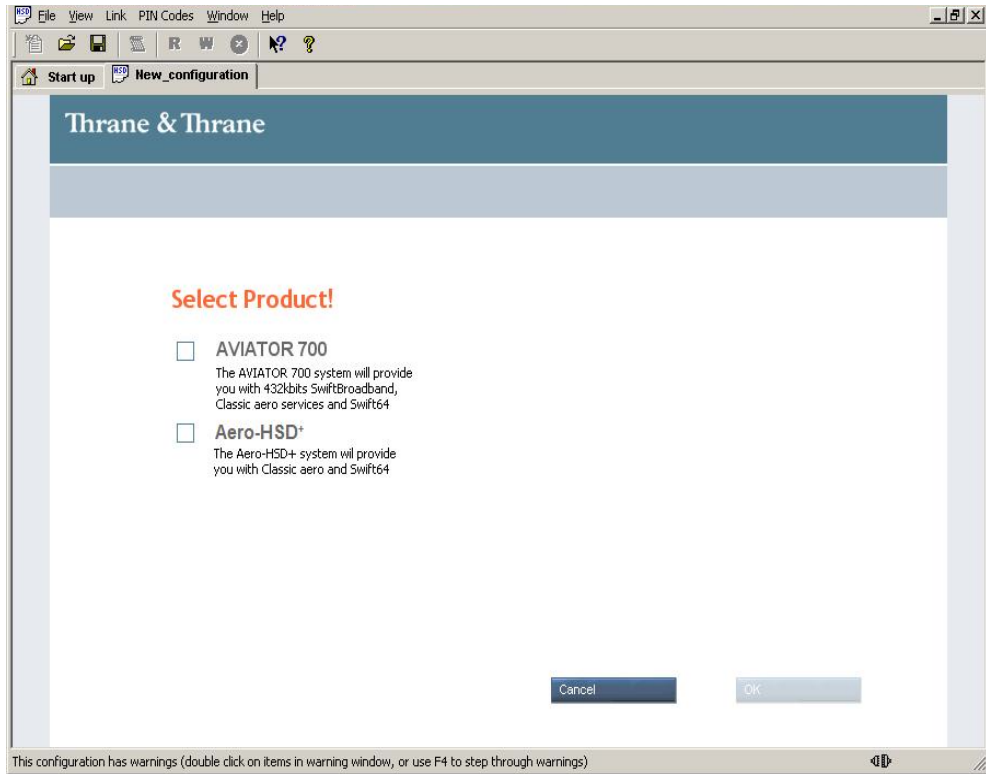 HSD File View Link PIN Codes Window Help
R W
Start up HSD New_configuration
Thrane & Thrane
Select Product!
AVIATOR 700
The AVIATOR 700 system will provide
you with 432kbits SwiftBroadband,
Classic aero services and Swift64
Aero-HSD+
The Aero-HSD+ system wil provide
you with Classic aero and Swift64
Cancel OK
This configuration has warnings (double click on items in warning window, or use F4 to step through warnings)